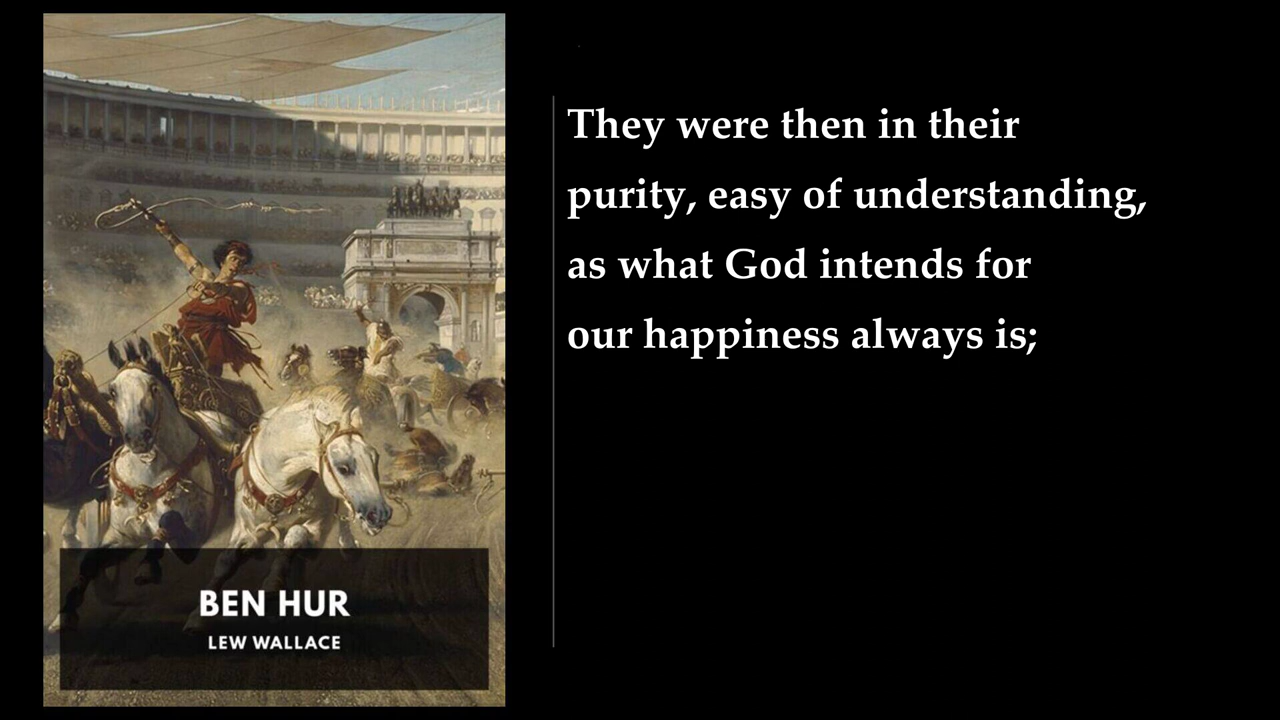 They were then in their
purity, easy of understanding,
as what God intends for
our happiness always is;
BEN HUR
LEW WALLACE